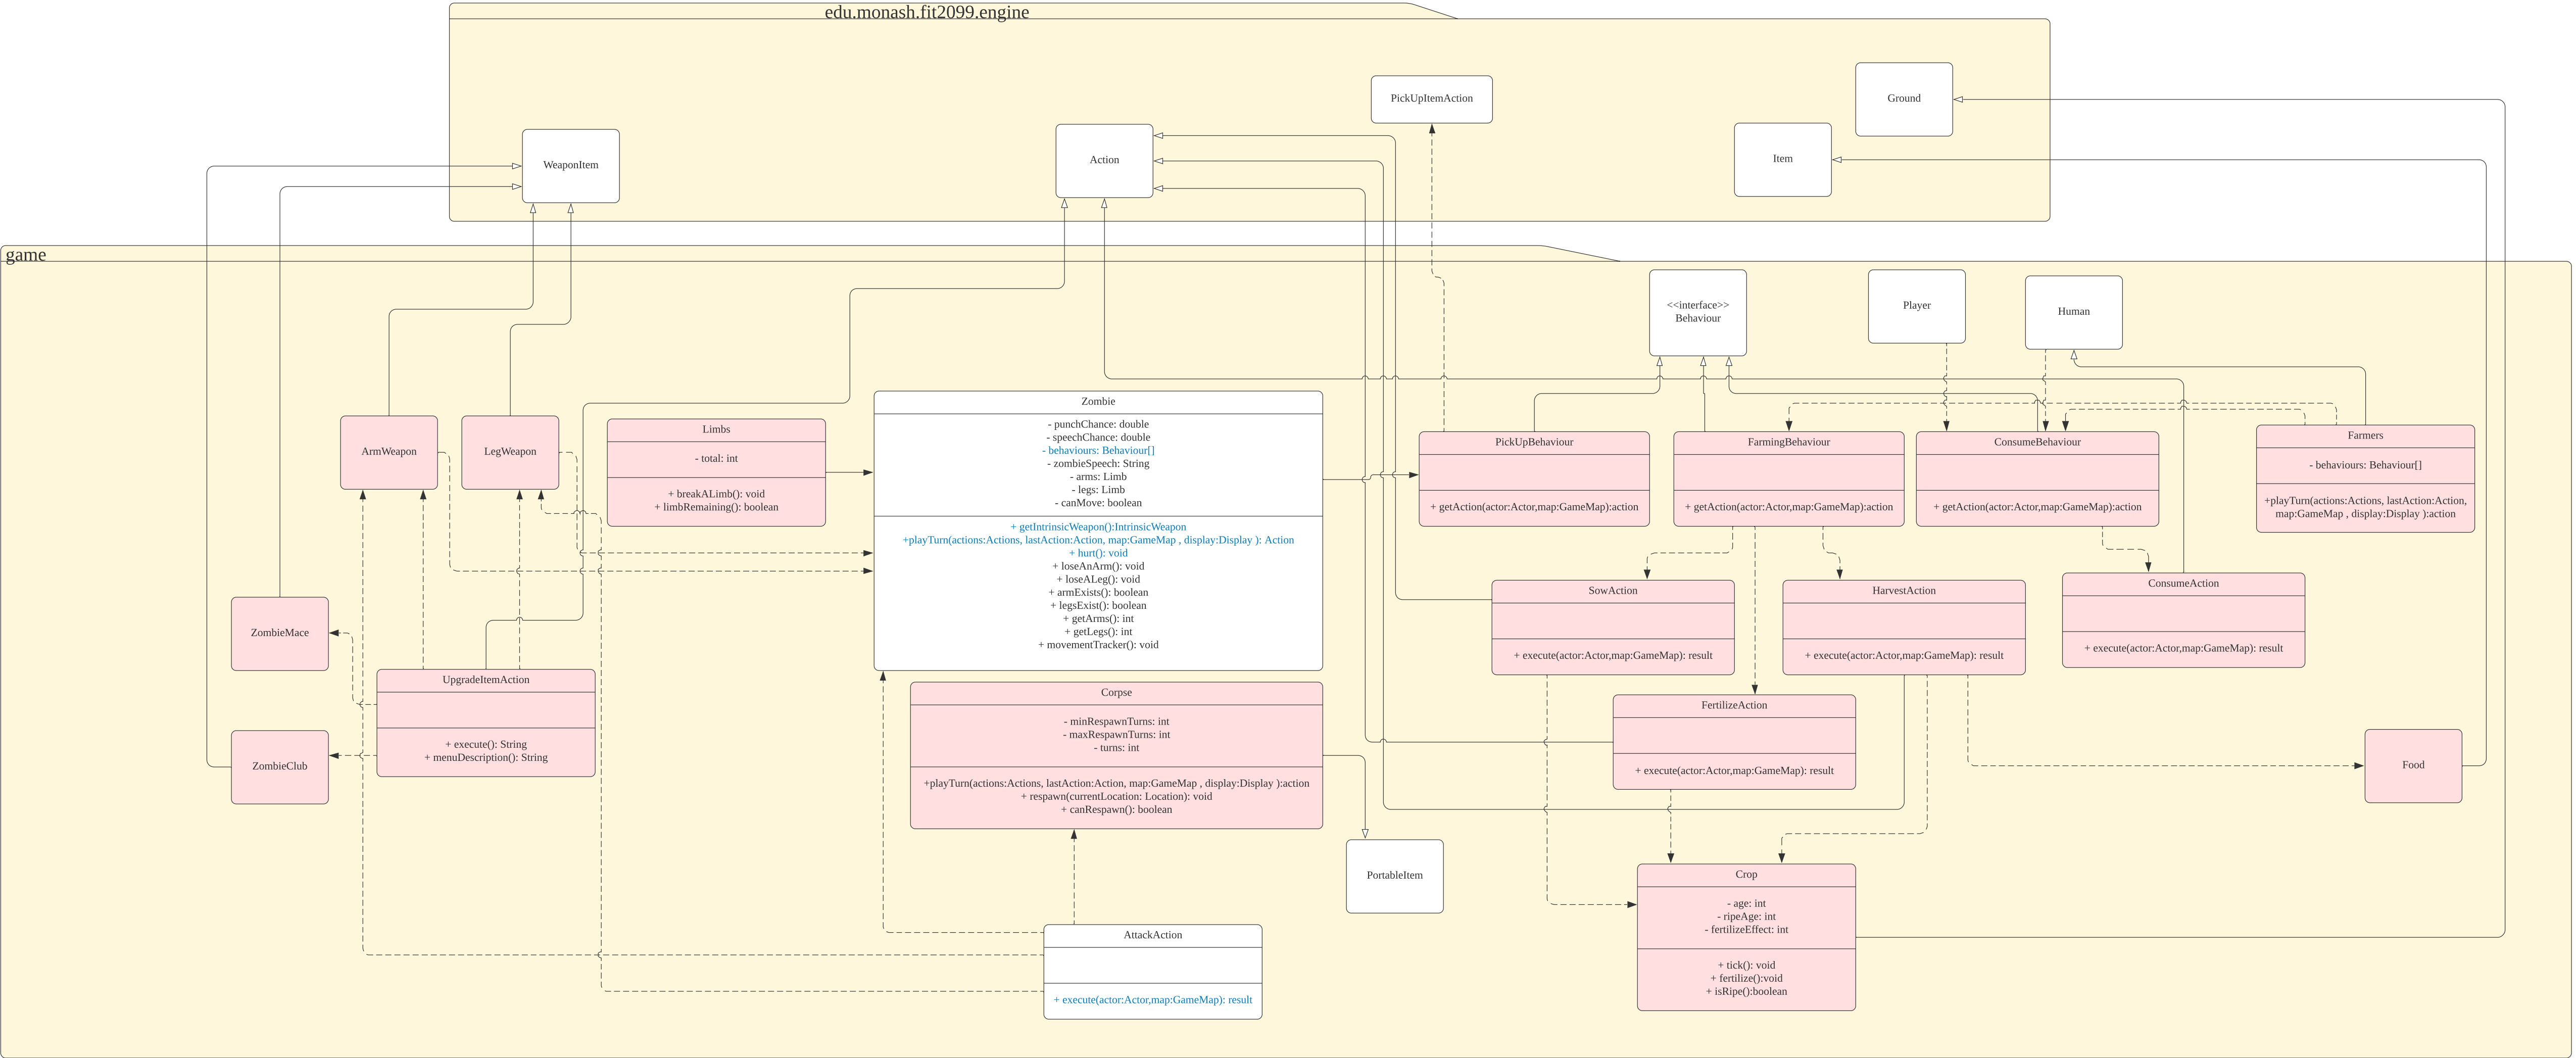 edu.monash.fit2099.engine
PickUpItemAction
Ground
Item
Action
WeaponItem
game
<<interface>>
Behaviour
Player
Human
ArmWeapon
LegWeapon
Limbs
- total: int
+ breakALimb(): void
+ limbRemaining(): boolean
Zombie
- punchChance: double
- speechChance: double
- behaviours: Behaviour[]
- zombieSpeech: String
- arms: Limb
- legs: Limb
- canMove: boolean
+ getIntrinsicWeapon():IntrinsicWeapon
+playTurn(actions:Actions, lastAction:Action, map:GameMap , display:Display ): Action
+ hurt(): void
+ loseAnArm(): void
+ loseALeg(): void
+ armExists(): boolean
+ legsExist(): boolean
+ getArms(): int
+ getLegs(): int
+ movementTracker(): void
PickUpBehaviour
+ getAction(actor:Actor,map:GameMap):action
FarmingBehaviour
+ getAction(actor:Actor,map:GameMap):action
ConsumeBehaviour
+ getAction(actor:Actor,map:GameMap):action
Farmers
- behaviours: Behaviour[]
+playTurn(actions:Actions, lastAction:Action,
map:GameMap , display:Display ):action
SowAction
+ execute(actor:Actor,map:GameMap): result
HarvestAction
+ execute(actor:Actor,map:GameMap): result
ConsumeAction
+ execute(actor:Actor,map:GameMap): result
ZombieMace
UpgradeItemAction
+ execute(): String
+ menuDescription(): String
ZombieClub
Corpse
- minRespawnTurns: int
- maxRespawnTurns: int
- turns: int
+playTurn(actions:Actions, lastAction:Action, map:GameMap , display:Display ):action
+ respawn(currentLocation: Location): void
+ canRespawn(): boolean
FertilizeAction
+ execute(actor:Actor,map:GameMap): result
Food
PortableItem
Crop
- age: int
- ripeAge: int
- fertilizeEffect: int
+ tick(): void
+ fertilize():void
+ isRipe():boolean
AttackAction
+ execute(actor:Actor,map:GameMap): result